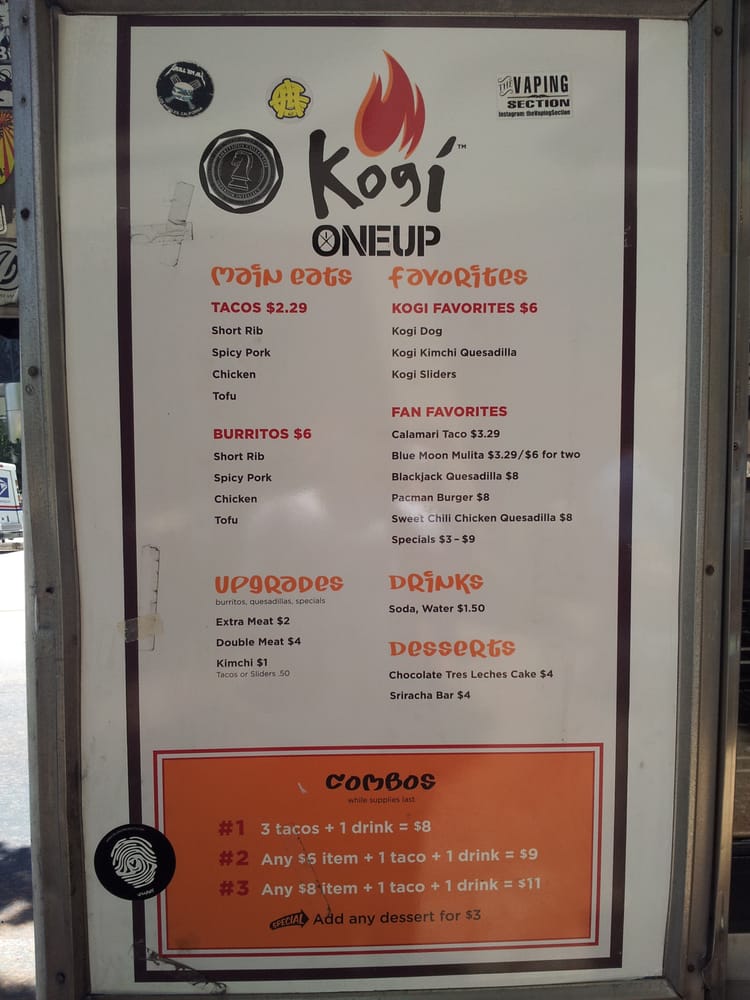 THE VAPING
SECTION
Instagram: theVapingSection
Kogi™
ONEUP
main eats
TACOS $2.29
Short Rib
Spicy Pork
Chicken
Tofu
BURRITOS $6
Short Rib
Spicy Pork
Chicken
Tofu
favorites
KOGI FAVORITES $6
Kogi Dog
Kogi Kimchi Quesadilla
Kogi Sliders
FAN FAVORITES
Calamari Taco $3.29
Blue Moon Mulita $3.29/$6 for two
Blackjack Quesadilla $8
Pacman Burger $8
Sweet Chili Chicken Quesadilla $8
Specials $3 – $9
upgrades
burritos, quesadillas, specials
Extra Meat $2
Double Meat $4
Kimchi $1
Tacos or Sliders .50
Drinks
Soda, Water $1.50
Desserts
Chocolate Tres Leches Cake $4
Sriracha Bar $4
combos
while supplies last
#1 3 tacos + 1 drink = $8
#2 Any $6 item + 1 taco + 1 drink = $9
#3 Any $8 item + 1 taco + 1 drink = $11
SPECIAL Add any dessert for $3